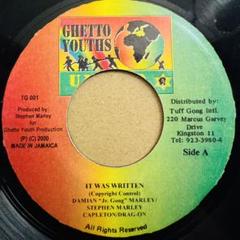 GHETTO
YOUTHS
U
TG 001
Produced by:
Stephen Marley
for
Ghetto Youth Production
(P) (C) 2000
MADE IN JAMAICA
Distributed by:
Tuff Gong Intl.
220 Marcus Garvey
Drive
Kingston 11
Tel: 923-3980-4
Side A
IT WAS WRITTEN
(Copyright Control)
DAMIAN "Jr. Gong" MARLEY/
STEPHEN MARLEY
CAPLETON/DRAG-ON
All Rights Reserved